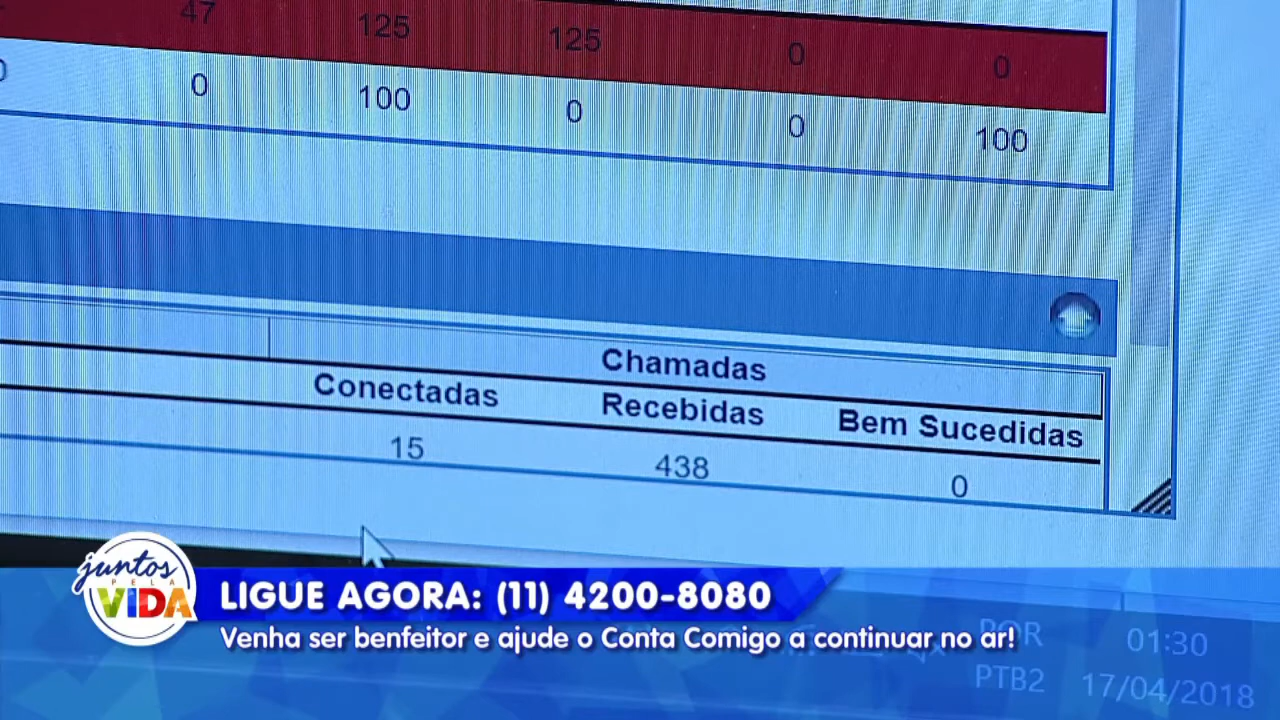 47 125 125 0 0
0 0 100 0 0 100
Chamadas
Conectadas Recebidas Bem Sucedidas
15 438 0
juntos
PELA
VIDA
LIGUE AGORA: (11) 4200-8080
Venha ser benfeitor e ajude o Conta Comigo a continuar no ar!
POR 01:30
PTB2 17/04/2018